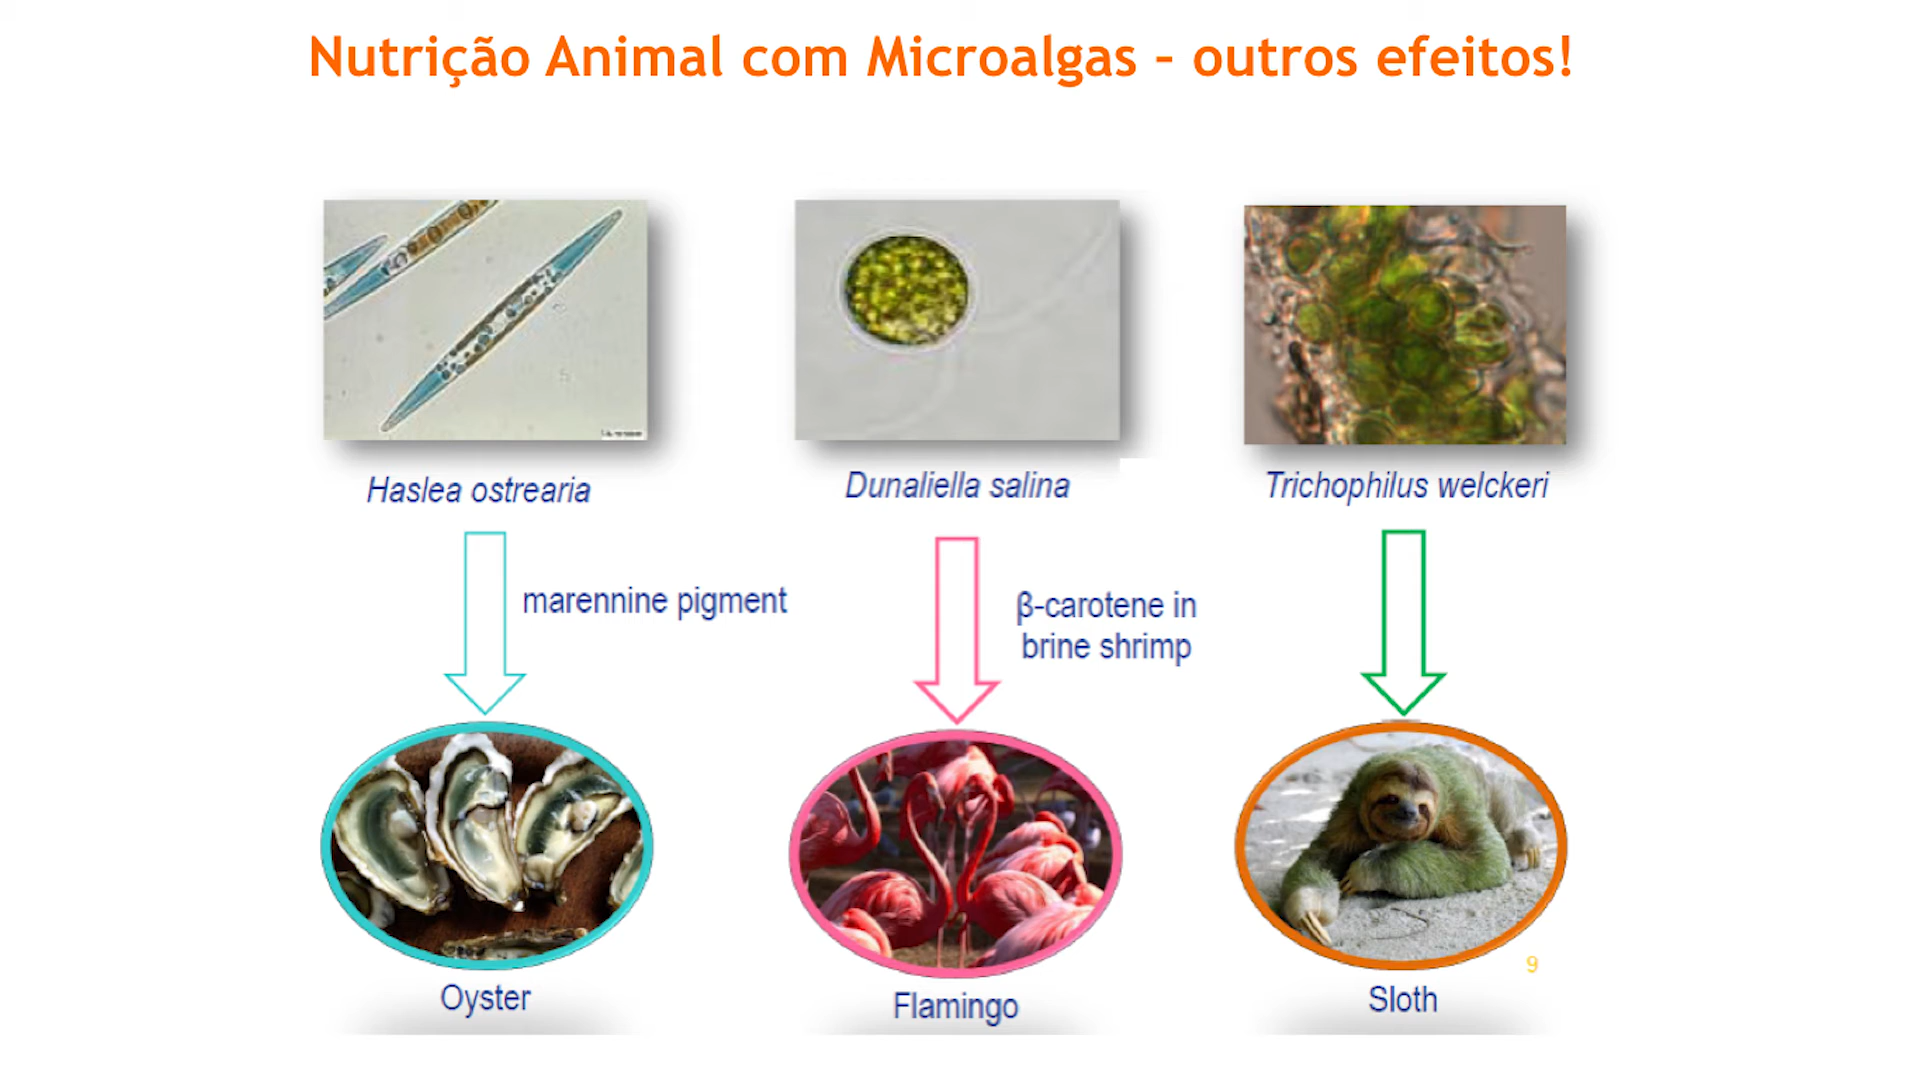 Nutrição Animal com Microalgas – outros efeitos!
Haslea ostrearia
Dunaliella salina
Trichophilus welckeri
marennine pigment
β-carotene in
brine shrimp
9
Oyster
Flamingo
Sloth